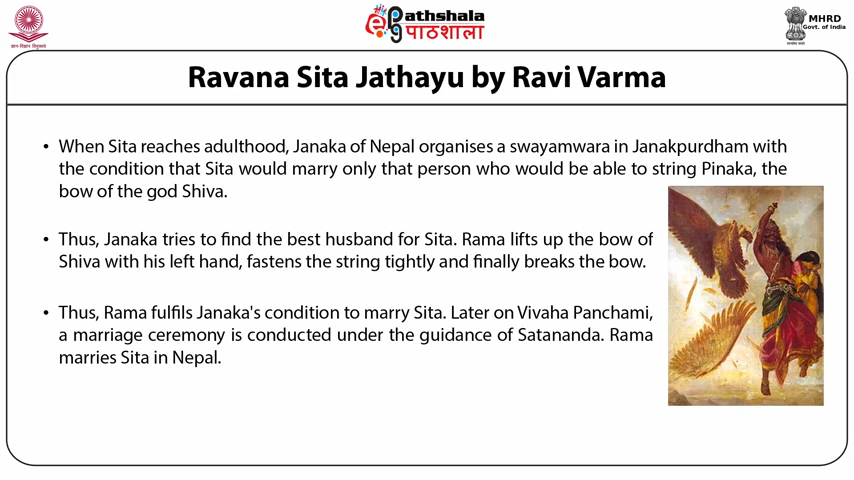 ज्ञान-विज्ञान विमुक्तये
ePathshala
पाठशाला
MHRD
Govt. of India
Ravana Sita Jathayu by Ravi Varma
• When Sita reaches adulthood, Janaka of Nepal organises a swayamwara in Janakpurdham with
the condition that Sita would marry only that person who would be able to string Pinaka, the
bow of the god Shiva.
• Thus, Janaka tries to find the best husband for Sita. Rama lifts up the bow of
Shiva with his left hand, fastens the string tightly and finally breaks the bow.
• Thus, Rama fulfils Janaka's condition to marry Sita. Later on Vivaha Panchami,
a marriage ceremony is conducted under the guidance of Satananda. Rama
marries Sita in Nepal.